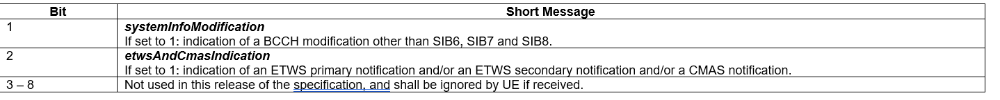 Bit Short Message
1 systemInfoModification
If set to 1: indication of a BCCH modification other than SIB6, SIB7 and SIB8.
2 etwsAndCmasIndication
If set to 1: indication of an ETWS primary notification and/or an ETWS secondary notification and/or a CMAS notification.
3 – 8 Not used in this release of the specification, and shall be ignored by UE if received.